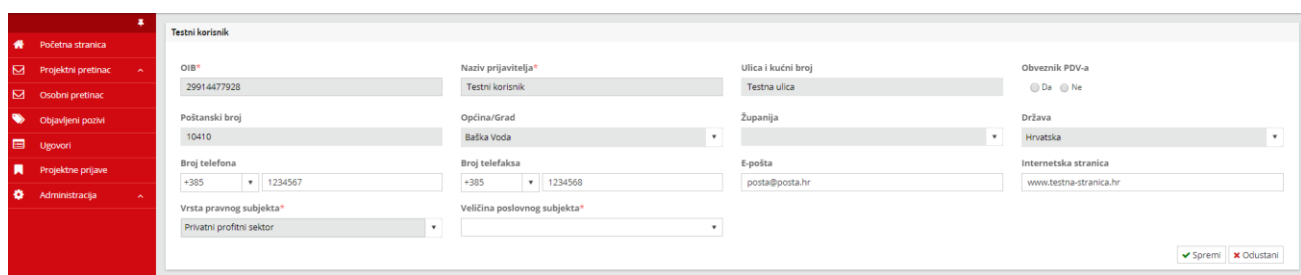 Početna stranica
Projektni pretinac
Osobni pretinac
Objavljeni pozivi
Ugovori
Projektne prijave
Administracija
Testni korisnik
OIB* Naziv prijavitelja* Ulica i kućni broj Obveznik PDV-a
29914477928 Testni korisnik Testna ulica Da Ne
Poštanski broj Općina/Grad Županija Država
10410 Baška Voda Hrvatska
Broj telefona Broj telefaksa E-pošta Internetska stranica
+385 1234567 +385 1234568 posta@posta.hr www.testna-stranica.hr
Vrsta pravnog subjekta* Veličina poslovnog subjekta*
Privatni profitni sektor
Spremi Odustani